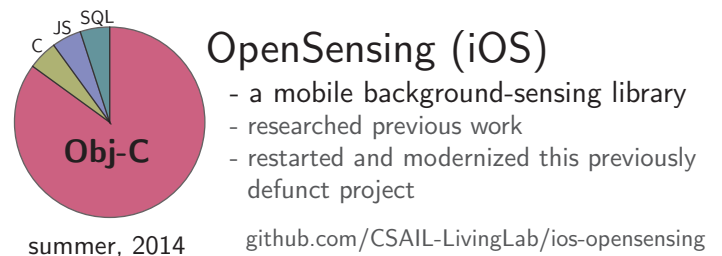 SQL
JS
C
Obj-C
summer, 2014
OpenSensing (iOS)
- a mobile background-sensing library
- researched previous work
- restarted and modernized this previously
defunct project
github.com/CSAIL-LivingLab/ios-opensensing